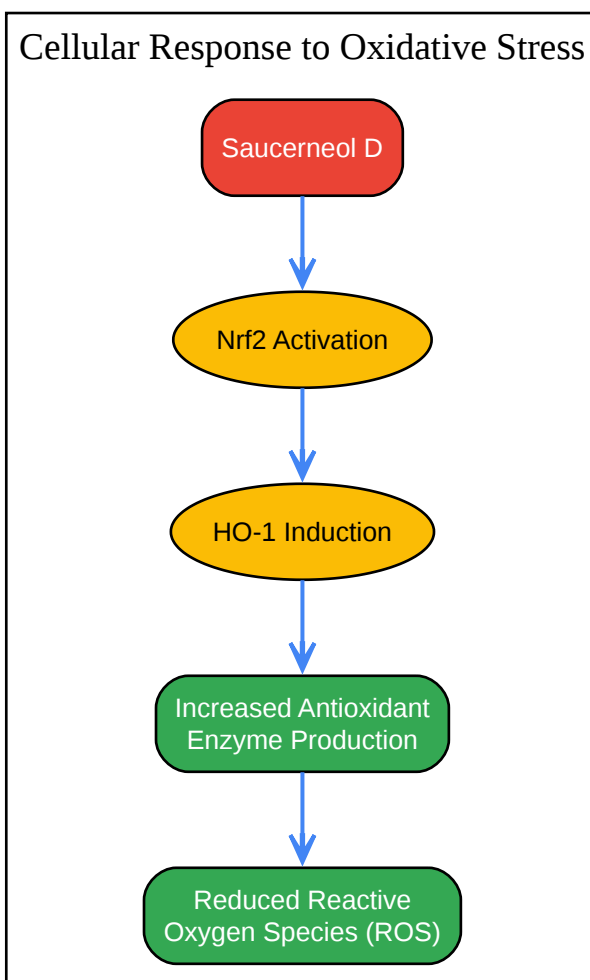 Cellular Response to Oxidative Stress
Saucerneol D
Nrf2 Activation
HO-1 Induction
Increased Antioxidant
Enzyme Production
Reduced Reactive
Oxygen Species (ROS)